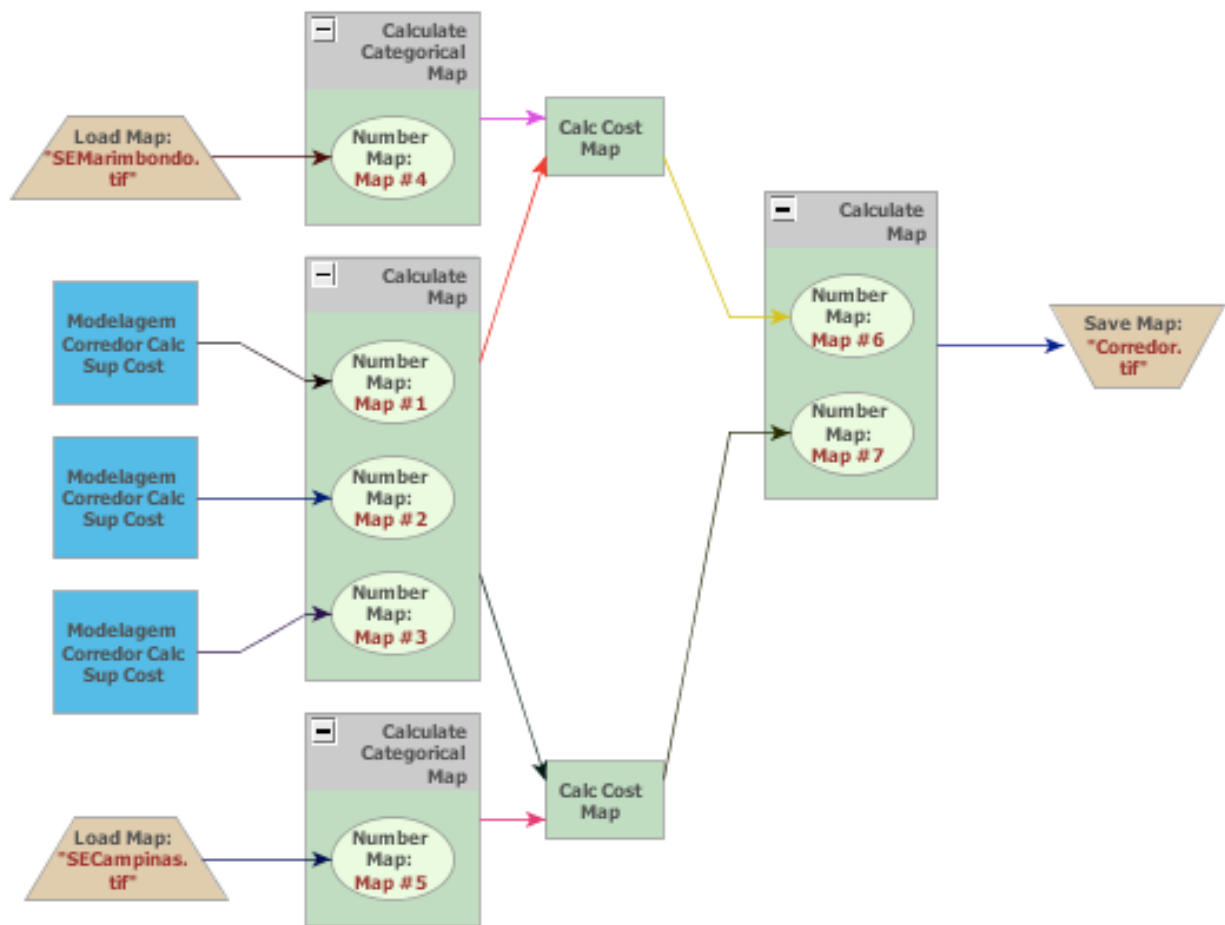 Calculate
Categorical
Map
Load Map:
"SEMarimbondo.
tif"
Number
Map:
Map #4
Calc Cost
Map
Calculate
Map
Modelagem
Corredor Calc
Sup Cost
Number
Map:
Map #1
Modelagem
Corredor Calc
Sup Cost
Number
Map:
Map #2
Modelagem
Corredor Calc
Sup Cost
Number
Map:
Map #3
Calculate
Map
Number
Map:
Map #6
Number
Map:
Map #7
Save Map:
"Corredor.
tif"
Calculate
Categorical
Map
Load Map:
"SECampinas.
tif"
Number
Map:
Map #5
Calc Cost
Map